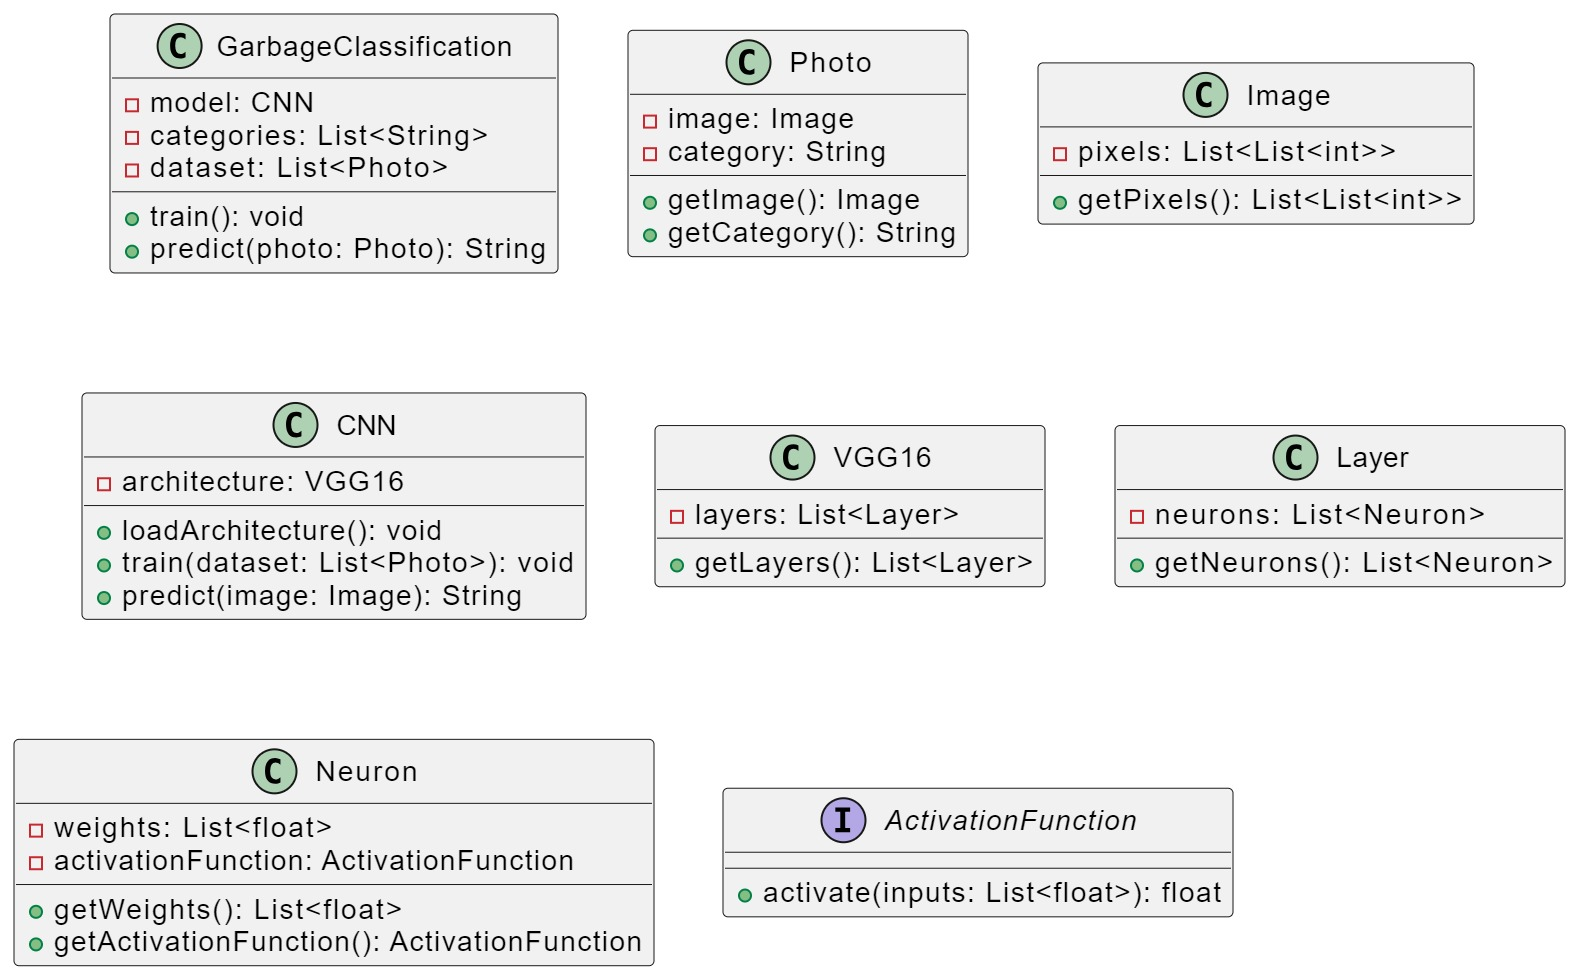 C GarbageClassification
model: CNN
categories: List<String>
dataset: List<Photo>
train(): void
predict(photo: Photo): String
C Photo
image: Image
category: String
getImage(): Image
getCategory(): String
C Image
pixels: List<List<int>>
getPixels(): List<List<int>>
C CNN
architecture: VGG16
loadArchitecture(): void
train(dataset: List<Photo>): void
predict(image: Image): String
C VGG16
layers: List<Layer>
getLayers(): List<Layer>
C Layer
neurons: List<Neuron>
getNeurons(): List<Neuron>
C Neuron
weights: List<float>
activationFunction: ActivationFunction
getWeights(): List<float>
getActivationFunction(): ActivationFunction
I ActivationFunction
activate(inputs: List<float>): float